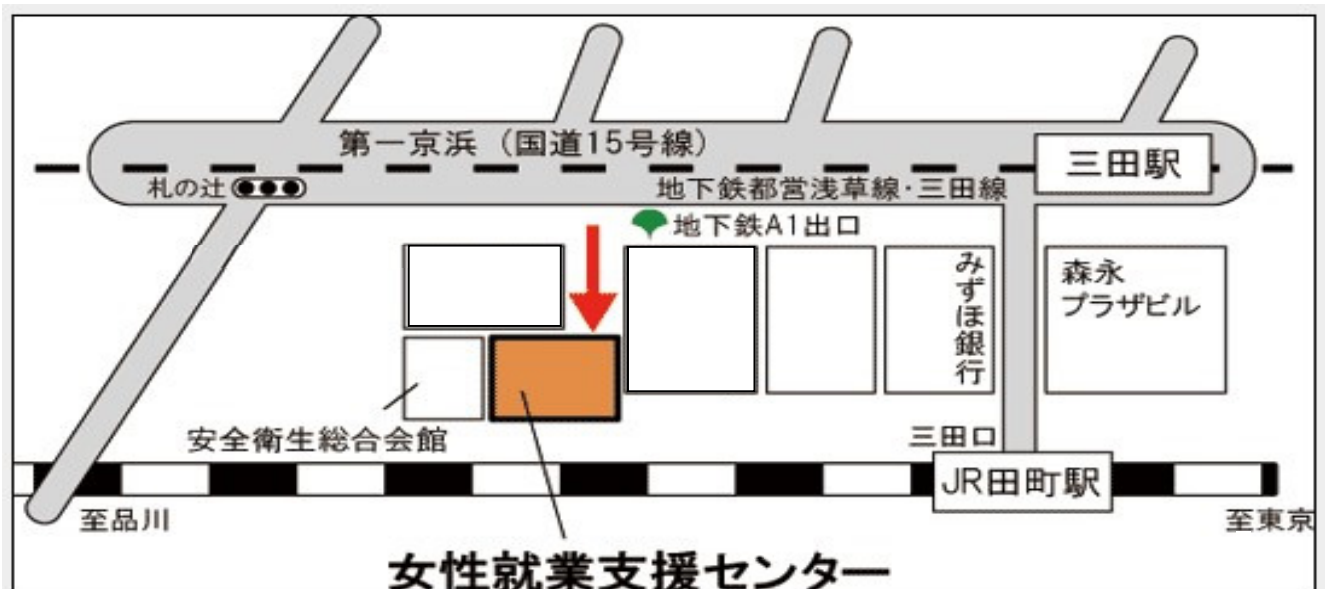 第一京浜（国道15号線）
三田駅
札の辻
地下鉄都営浅草線・三田線
地下鉄A1出口
みずほ銀行
森永
プラザビル
安全衛生総合会館
三田口
JR田町駅
至品川
至東京
女性就業支援センター